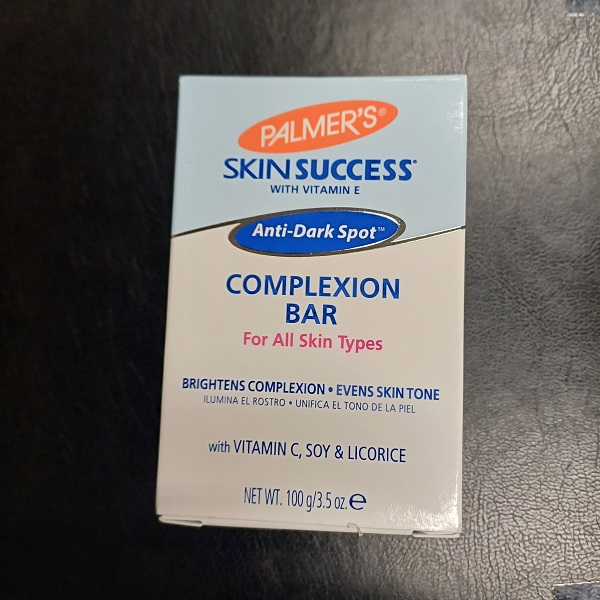 PALMER'S®
SKIN SUCCESS®
WITH VITAMIN E
Anti-Dark Spot™
COMPLEXION
BAR
For All Skin Types
BRIGHTENS COMPLEXION • EVENS SKIN TONE
ILUMINA EL ROSTRO • UNIFICA EL TONO DE LA PIEL
with VITAMIN C, SOY & LICORICE
NET WT. 100 g/3.5 oz. ℮